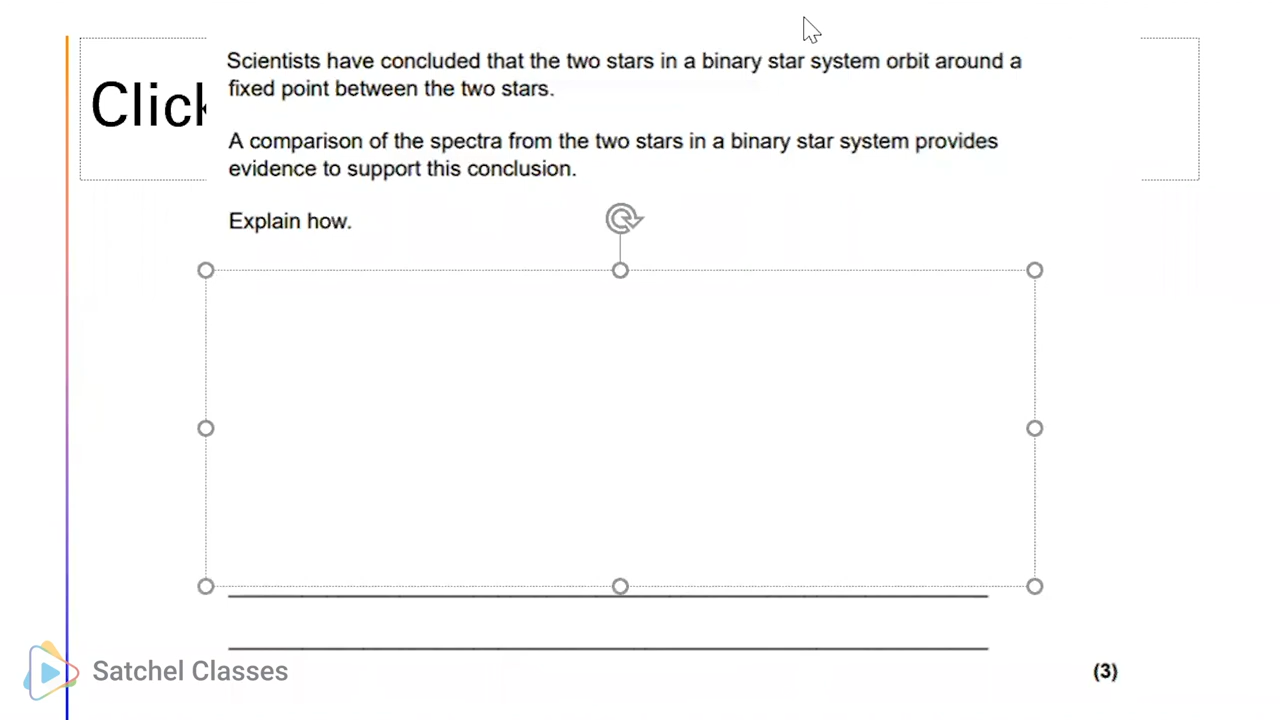 Scientists have concluded that the two stars in a binary star system orbit around a
fixed point between the two stars.
Click
A comparison of the spectra from the two stars in a binary star system provides
evidence to support this conclusion.
Explain how.
Satchel Classes
(3)